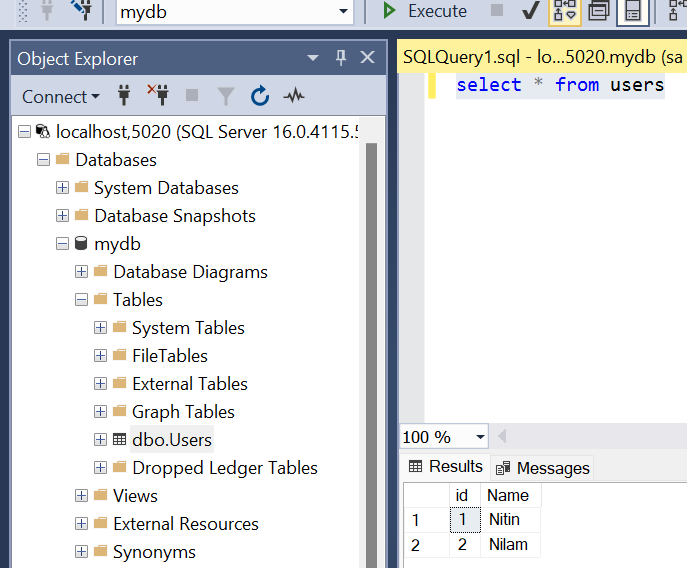 mydb
Execute
Object Explorer
SQLQuery1.sql - lo...5020.mydb (sa
Connect
select * from users
localhost,5020 (SQL Server 16.0.4115.5
Databases
System Databases
Database Snapshots
mydb
Database Diagrams
Tables
System Tables
FileTables
External Tables
Graph Tables
dbo.Users
Dropped Ledger Tables
Views
External Resources
Synonyms
100 %
Results Messages
id Name
1 1 Nitin
2 2 Nilam